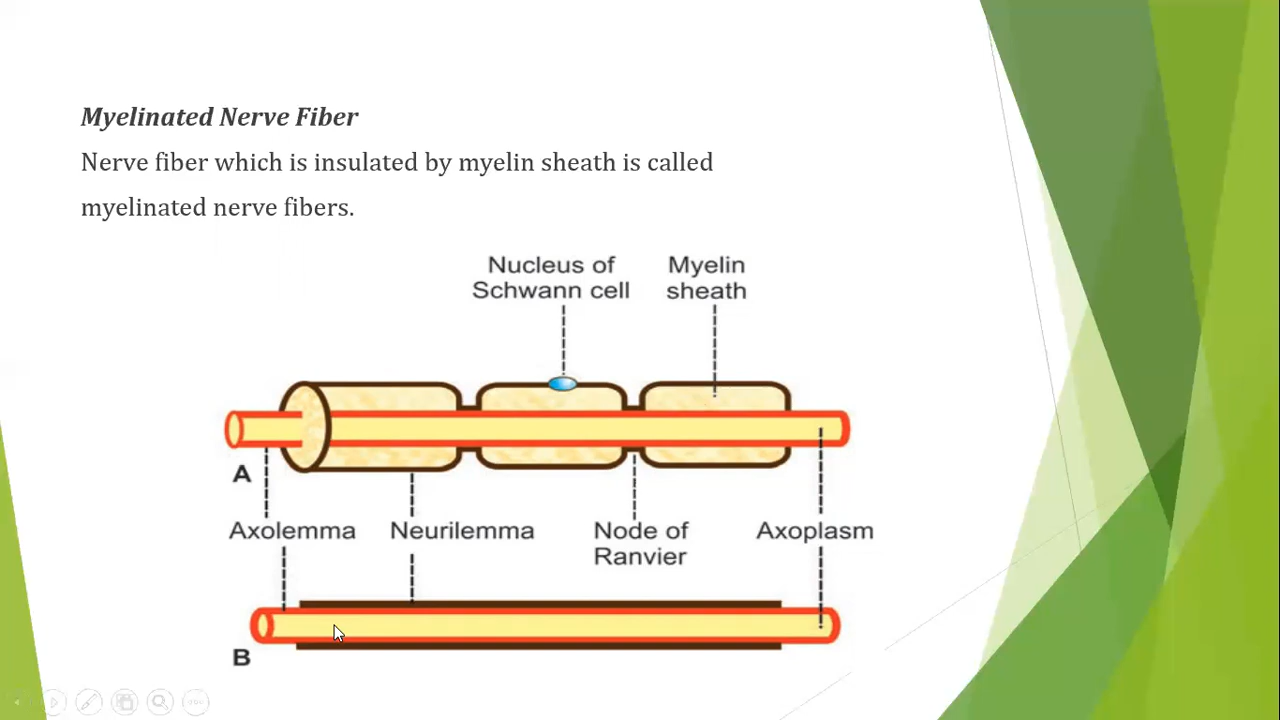 Myelinated Nerve Fiber
Nerve fiber which is insulated by myelin sheath is called
myelinated nerve fibers.
Nucleus of
Schwann cell
Myelin
sheath
A
Axolemma
Neurilemma
Node of
Ranvier
Axoplasm
B